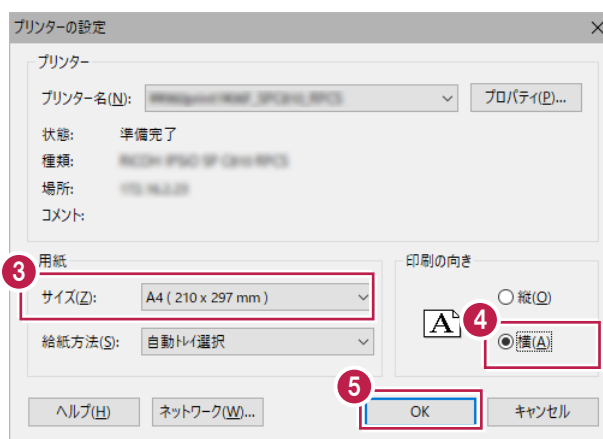 プリンターの設定
プリンター
プリンター名(N):
プロパティ(P)...
状態: 準備完了
種類:
場所:
コメント:
3
用紙
サイズ(Z): A4 ( 210 x 297 mm )
給紙方法(S): 自動トレイ選択
印刷の向き
A
縦(O)
4
横(A)
5
ヘルプ(H) ネットワーク(W)... OK キャンセル